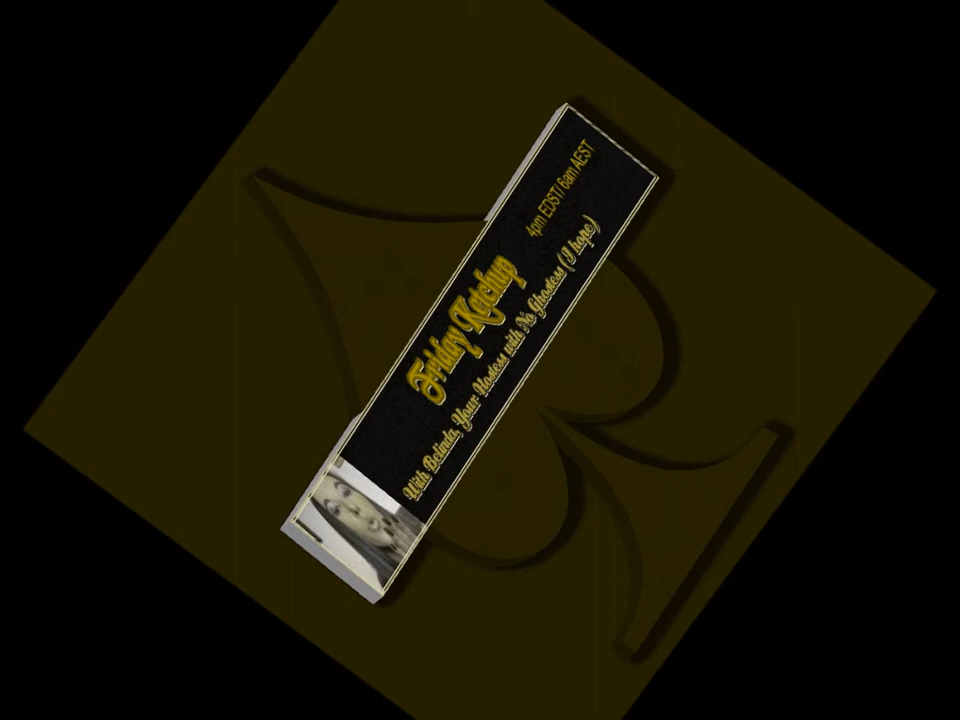 4pm EDST/ 6am AEST
Friday Ketchup
With Belinda, Your Hostess with No Ghostess (I hope)